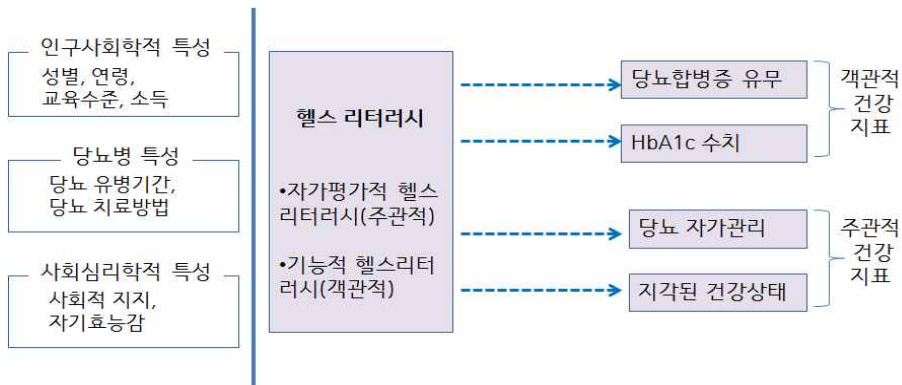 인구사회학적 특성
성별, 연령,
교육수준, 소득
당뇨병 특성
당뇨 유병기간,
당뇨 치료방법
사회심리학적 특성
사회적 지지,
자기효능감
헬스 리터러시
•자가평가적 헬스
리터러시(주관적)
•기능적 헬스리터
러시(객관적)
당뇨합병증 유무
HbA1c 수치
당뇨 자가관리
지각된 건강상태
객관적
건강
지표
주관적
건강
지표